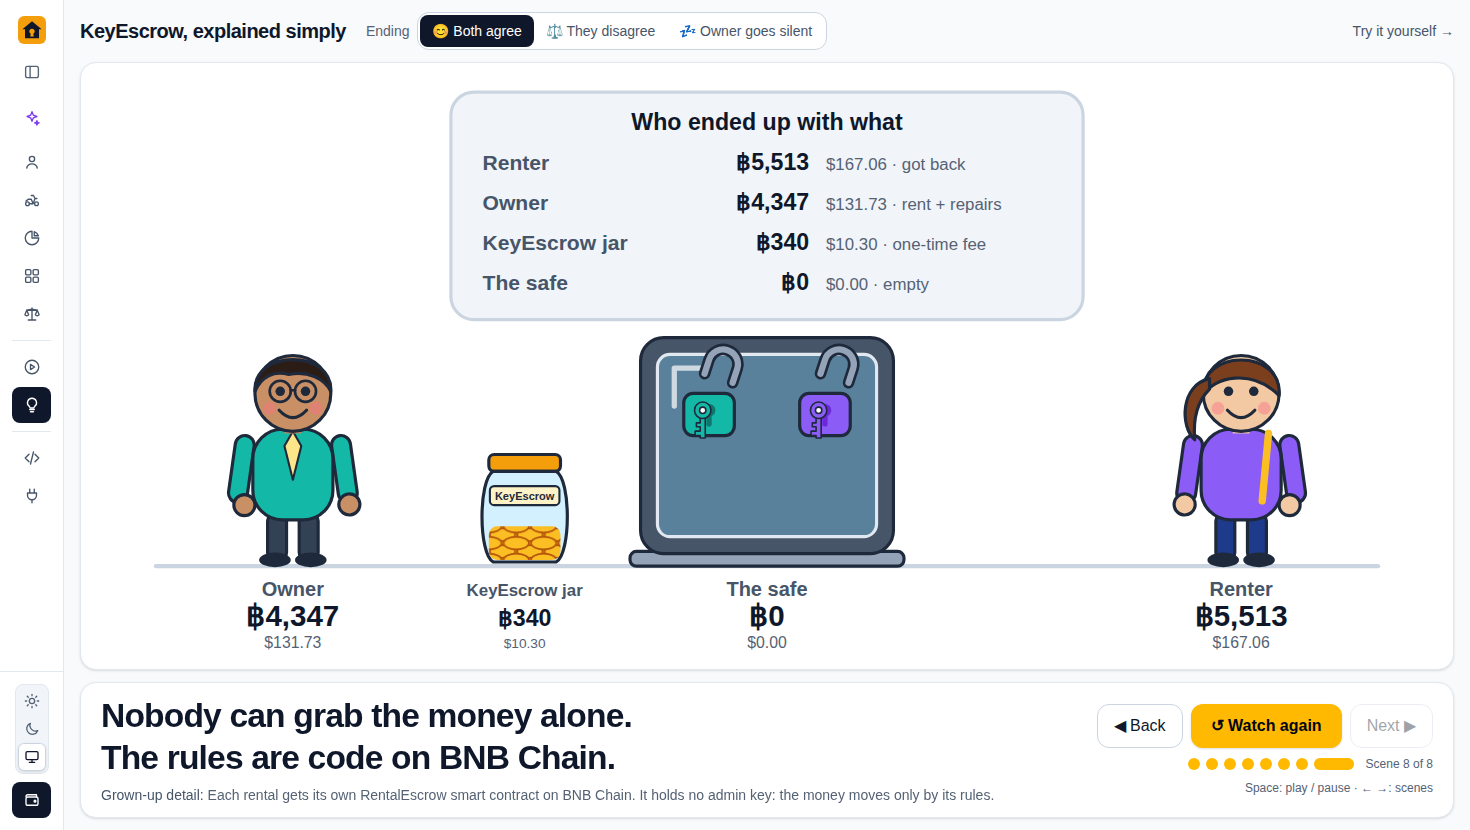 KeyEscrow, explained simply
Ending
😊 Both agree
⚖️ They disagree
💤 Owner goes silent
Try it yourself →
Who ended up with what
Renter ฿5,513 $167.06 · got back
Owner ฿4,347 $131.73 · rent + repairs
KeyEscrow jar ฿340 $10.30 · one-time fee
The safe ฿0 $0.00 · empty
KeyEscrow
Owner
฿4,347
$131.73
KeyEscrow jar
฿340
$10.30
The safe
฿0
$0.00
Renter
฿5,513
$167.06
Nobody can grab the money alone.
The rules are code on BNB Chain.
Grown-up detail: Each rental gets its own RentalEscrow smart contract on BNB Chain. It holds no admin key: the money moves only by its rules.
◀ Back
↺ Watch again
Next ▶
Scene 8 of 8
Space: play / pause · ← →: scenes